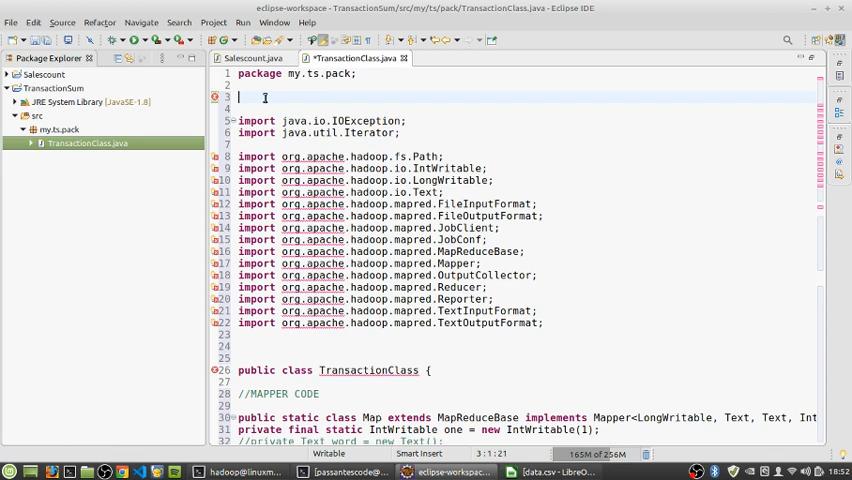 eclipse-workspace - TransactionSum/src/my/ts/pack/TransactionClass.java - Eclipse IDE
File Edit Source Refactor Navigate Search Project Run Window Help
Package Explorer
Salescount
TransactionSum
JRE System Library [JavaSE-1.8]
src
my.ts.pack
TransactionClass.java
Salescount.java *TransactionClass.java
1 package my.ts.pack;
2
3
4
5 import java.io.IOException;
6 import java.util.Iterator;
7
8 import org.apache.hadoop.fs.Path;
9 import org.apache.hadoop.io.IntWritable;
10 import org.apache.hadoop.io.LongWritable;
11 import org.apache.hadoop.io.Text;
12 import org.apache.hadoop.mapred.FileInputFormat;
13 import org.apache.hadoop.mapred.FileOutputFormat;
14 import org.apache.hadoop.mapred.JobClient;
15 import org.apache.hadoop.mapred.JobConf;
16 import org.apache.hadoop.mapred.MapReduceBase;
17 import org.apache.hadoop.mapred.Mapper;
18 import org.apache.hadoop.mapred.OutputCollector;
19 import org.apache.hadoop.mapred.Reducer;
20 import org.apache.hadoop.mapred.Reporter;
21 import org.apache.hadoop.mapred.TextInputFormat;
22 import org.apache.hadoop.mapred.TextOutputFormat;
23
24
25
26 public class TransactionClass {
27
28 //MAPPER CODE
29
30 public static class Map extends MapReduceBase implements Mapper<LongWritable, Text, Text, Int
31 private final static IntWritable one = new IntWritable(1);
32 //private Text word = new Text();
Writable Smart Insert 3 : 1 : 21 165M of 256M
hadoop@linuxm... [passantescode@... eclipse-workspac... [data.csv - LibreO... 18:52